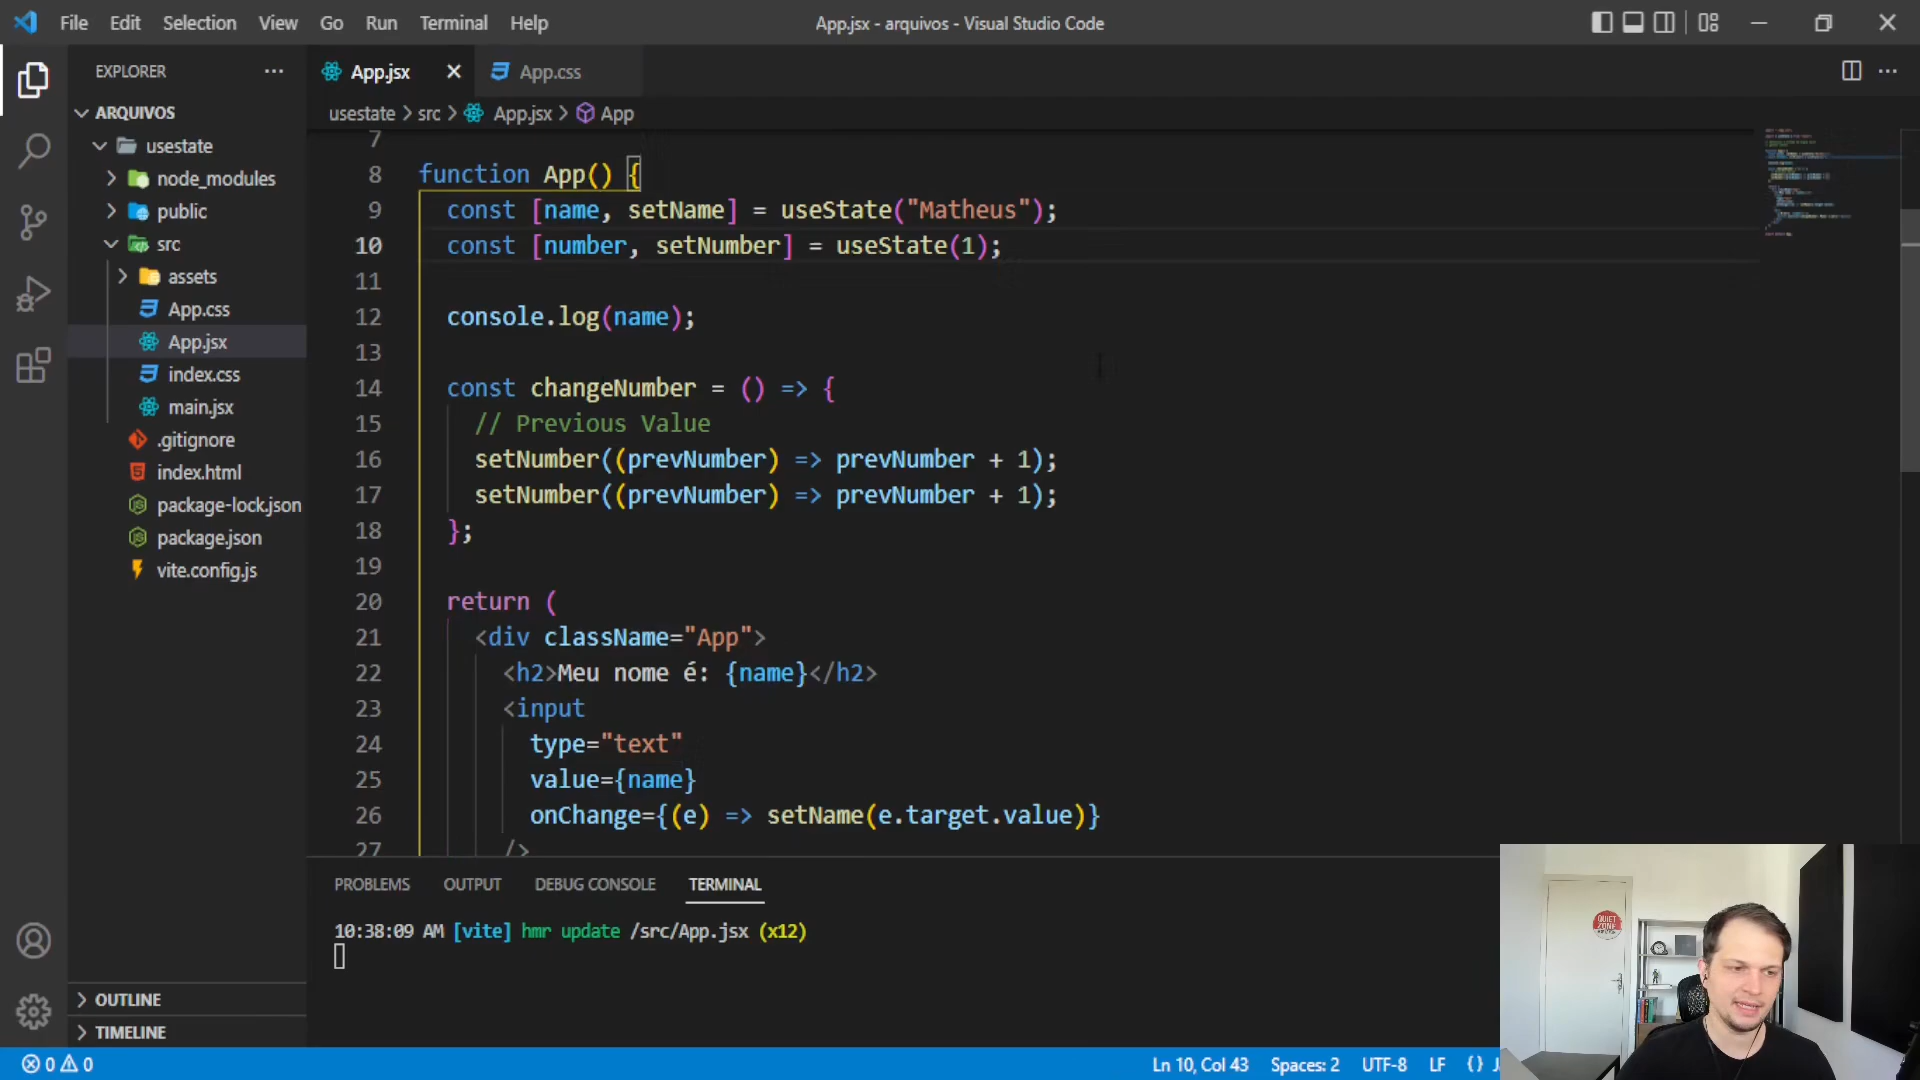 File Edit Selection View Go Run Terminal Help App.jsx - arquivos - Visual Studio Code
EXPLORER
App.jsx
App.css
usestate > src > App.jsx > App
ARQUIVOS
usestate
node_modules
public
src
assets
App.css
App.jsx
index.css
main.jsx
.gitignore
index.html
package-lock.json
package.json
vite.config.js
OUTLINE
TIMELINE
7
8 function App() {
9 const [name, setName] = useState("Matheus");
10 const [number, setNumber] = useState(1);
11
12 console.log(name);
13
14 const changeNumber = () => {
15 // Previous Value
16 setNumber((prevNumber) => prevNumber + 1);
17 setNumber((prevNumber) => prevNumber + 1);
18 };
19
20 return (
21 <div className="App">
22 <h2>Meu nome é: {name}</h2>
23 <input
24 type="text"
25 value={name}
26 onChange={(e) => setName(e.target.value)}
27 />
PROBLEMS OUTPUT DEBUG CONSOLE TERMINAL
10:38:09 AM [vite] hmr update /src/App.jsx (x12)
QUIET
ZONE
0 0 Ln 10, Col 43 Spaces: 2 UTF-8 LF {}